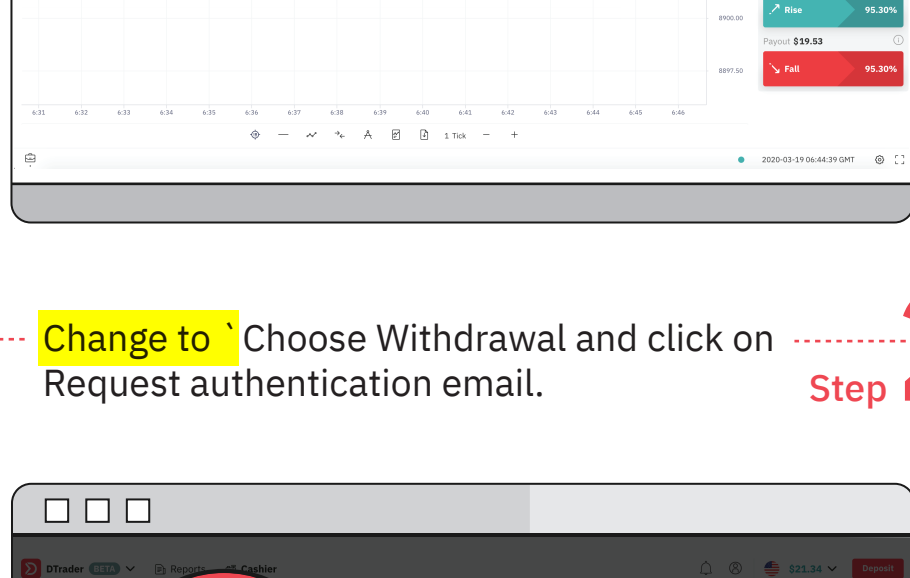 8900.00
Rise 95.30%
Payout $19.53
8897.50
Fall 95.30%
6:31 6:32 6:33 6:34 6:35 6:36 6:37 6:38 6:39 6:40 6:41 6:42 6:43 6:44 6:45 6:46
1 Tick − +
2020-03-19 06:44:39 GMT
Change to ` Choose Withdrawal and click on
Request authentication email.
Step
DTrader BETA Reports Cashier $21.34 Deposit